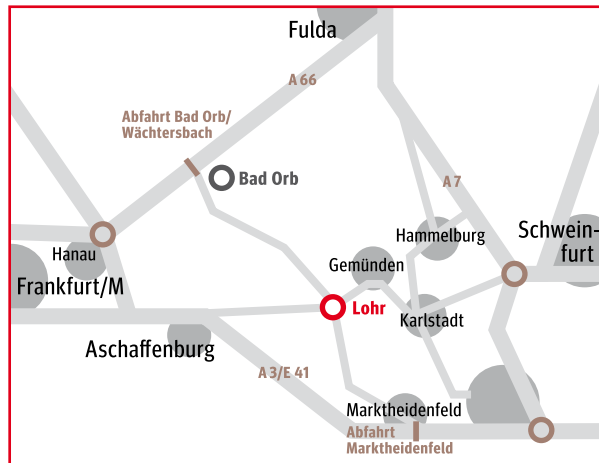 Fulda
A 66
Abfahrt Bad Orb/
Wächtersbach
Bad Orb
A 7
Hammelburg
Schwein-
furt
Hanau
Gemünden
Frankfurt/M
Lohr
Karlstadt
Aschaffenburg
A 3/E 41
Marktheidenfeld
Abfahrt
Marktheidenfeld